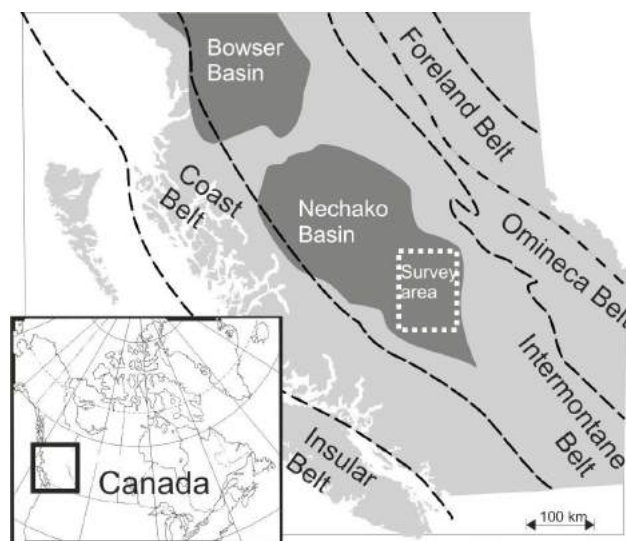 Bowser
Basin
Foreland Belt
Coast
Belt
Nechako
Basin
Survey
area
Omineca Belt
Intermontane
Belt
Insular
Belt
Canada
100 km